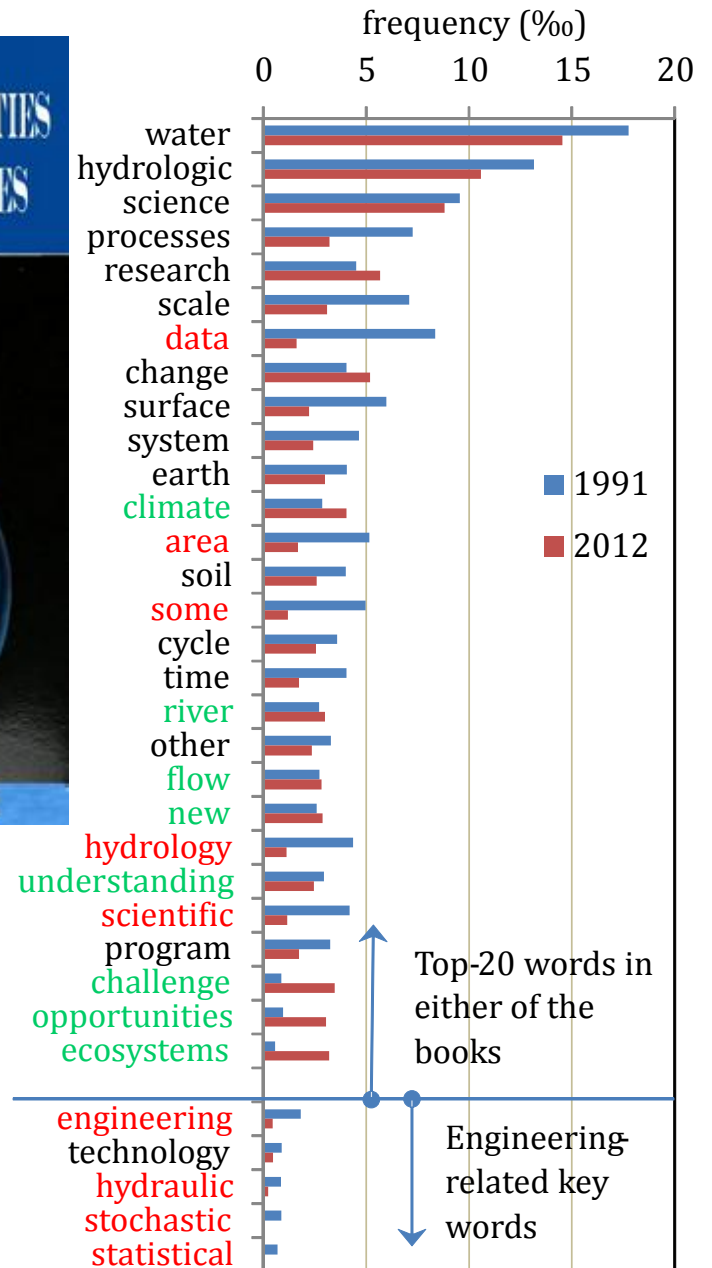 frequency (‰)
0 5 10 15 20
TIES
ES
water
hydrologic
science
processes
research
scale
data
change
surface
system
earth
climate
1991
area
2012
soil
some
cycle
time
river
other
flow
new
hydrology
understanding
scientific
program
challenge
opportunities
ecosystems
Top-20 words in
either of the
books
engineering
technology
hydraulic
stochastic
statistical
Engineering-
related key
words